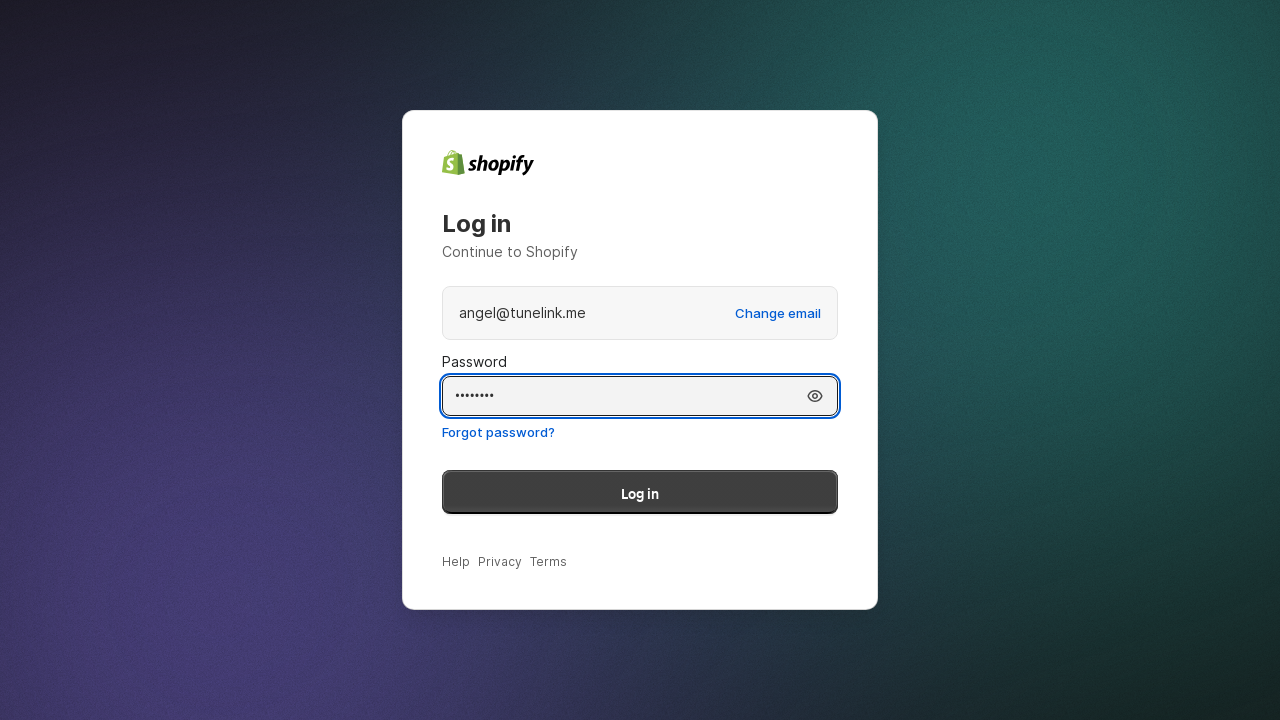 shopify
Log in
Continue to Shopify
angel@tunelink.me
Change email
Password
••••••••
Forgot password?
Log in
Help Privacy Terms